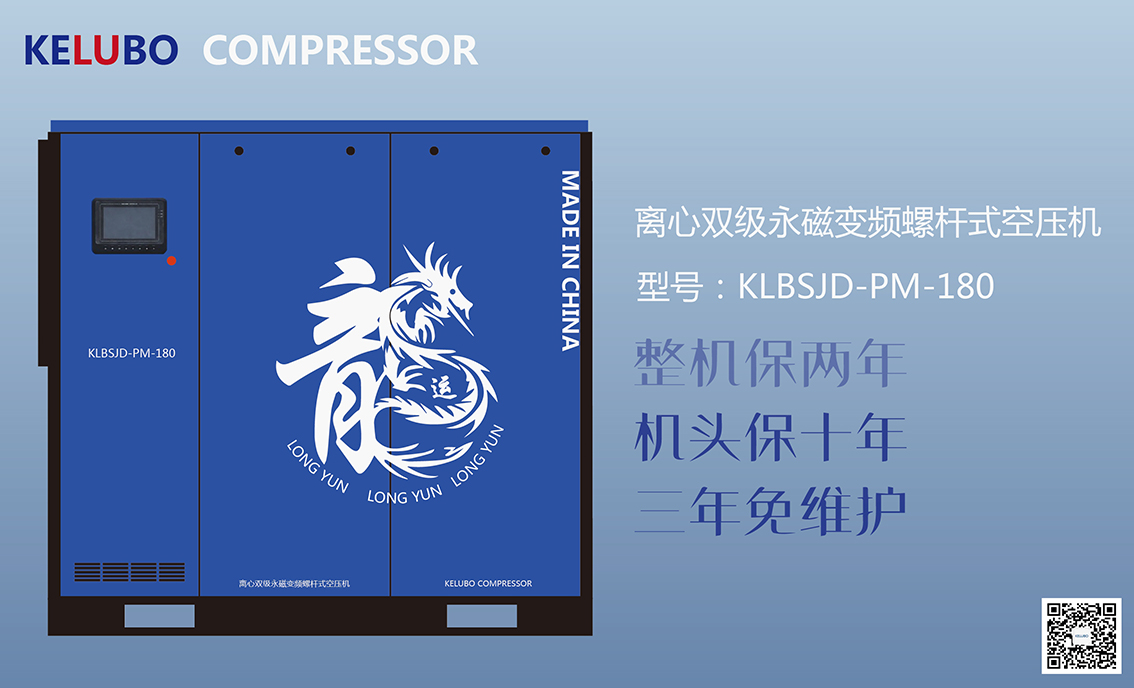 KELUBO COMPRESSOR
MADE IN CHINA
KLBSJD-PM-180
龙
运
LONG YUN LONG YUN LONG YUN
离心双级永磁变频螺杆式空压机
KELUBO COMPRESSOR
离心双级永磁变频螺杆式空压机
型号：KLBSJD-PM-180
整机保两年
机头保十年
三年免维护
KELUBO